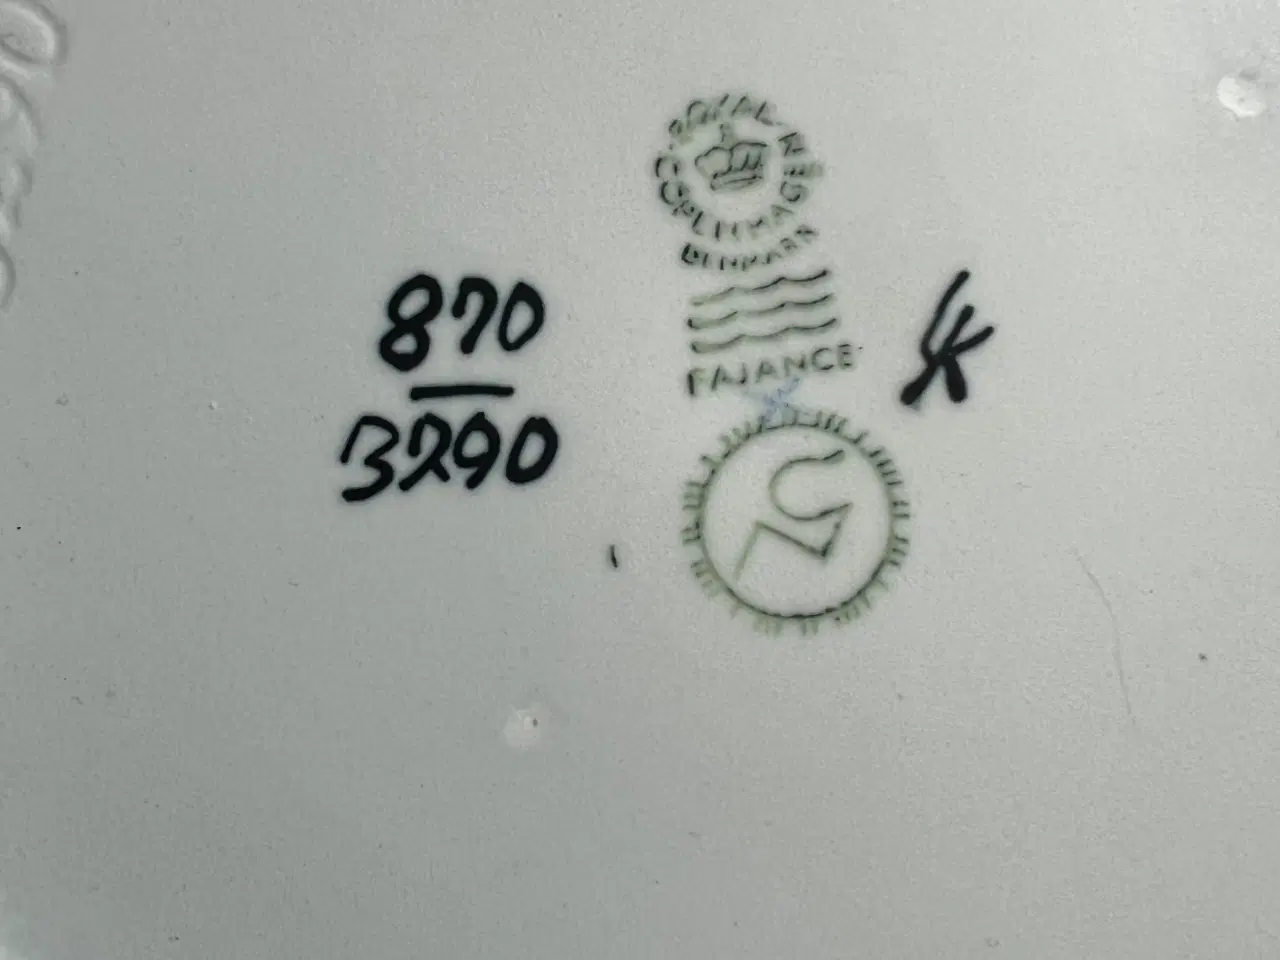 ROYAL COPENHAGEN
DENMARK
FAJANCE
870
3290